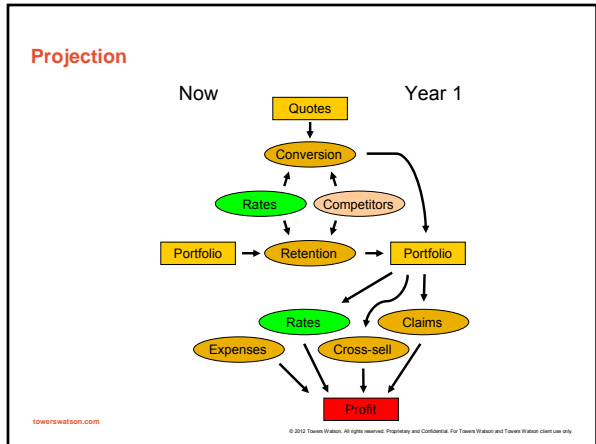 Projection
Now
Year 1
Quotes
Conversion
Rates
Competitors
Portfolio
Retention
Portfolio
Rates
Claims
Expenses
Cross-sell
Profit
towerswatson.com
© 2012 Towers Watson. All rights reserved. Proprietary and Confidential. For Towers Watson and Towers Watson client use only.